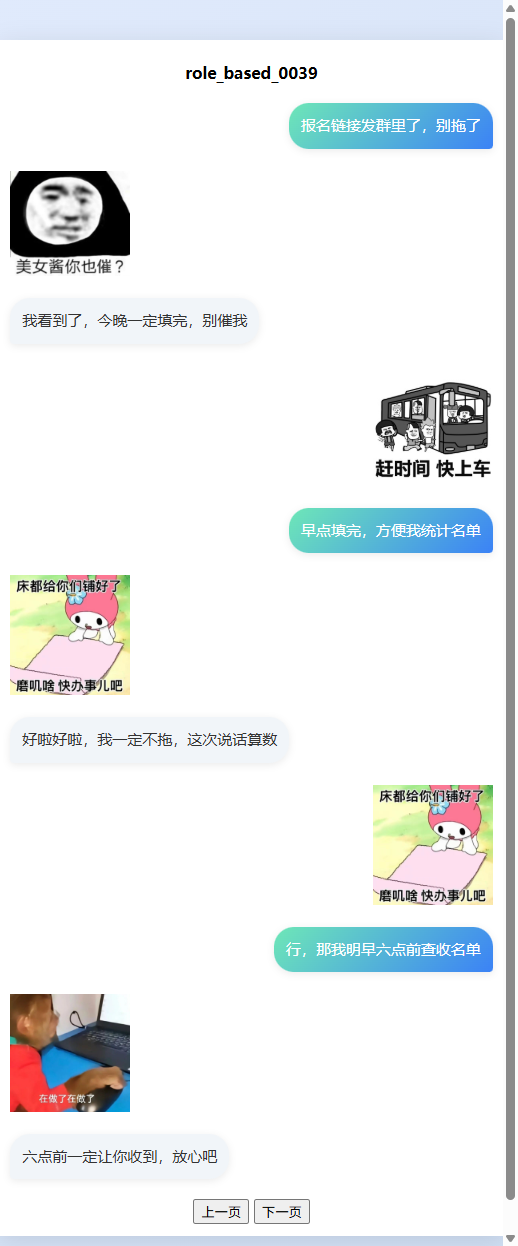 role_based_0039
报名链接发群里了，别拖了
美女酱你也催？
我看到了，今晚一定填完，别催我
赶时间 快上车
早点填完，方便我统计名单
床都给你们铺好了
磨叽啥 快办事儿吧
好啦好啦，我一定不拖，这次说话算数
床都给你们铺好了
磨叽啥 快办事儿吧
行，那我明早六点前查收名单
在做了在做了
六点前一定让你收到，放心吧
上一页 下一页